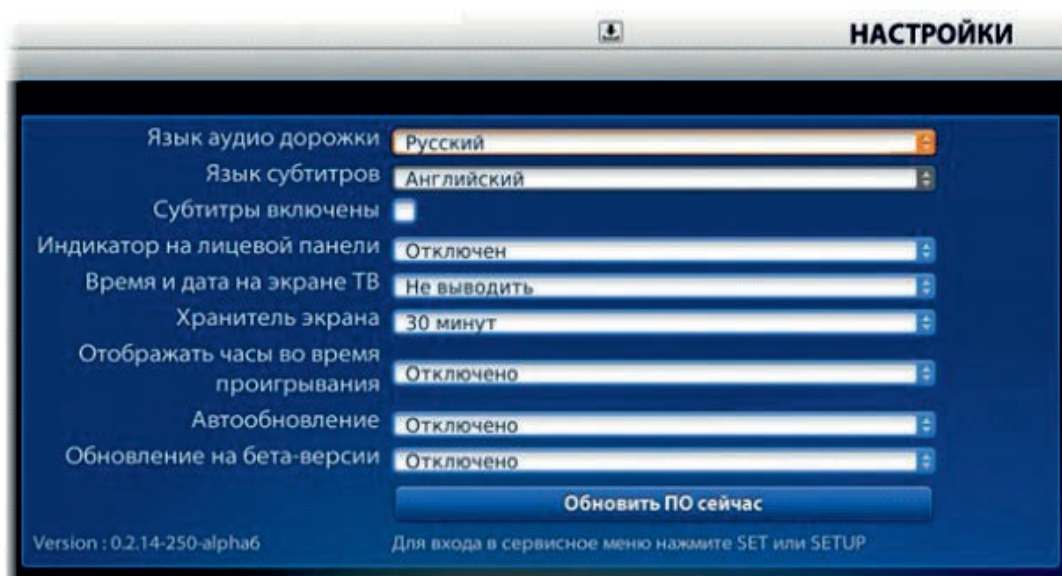 НАСТРОЙКИ
Язык аудио дорожки Русский
Язык субтитров Английский
Субтитры включены
Индикатор на лицевой панели Отключен
Время и дата на экране ТВ Не выводить
Хранитель экрана 30 минут
Отображать часы во время
проигрывания Отключено
Автообновление Отключено
Обновление на бета-версии Отключено
Обновить ПО сейчас
Version : 0.2.14-250-alpha6 Для входа в сервисное меню нажмите SET или SETUP